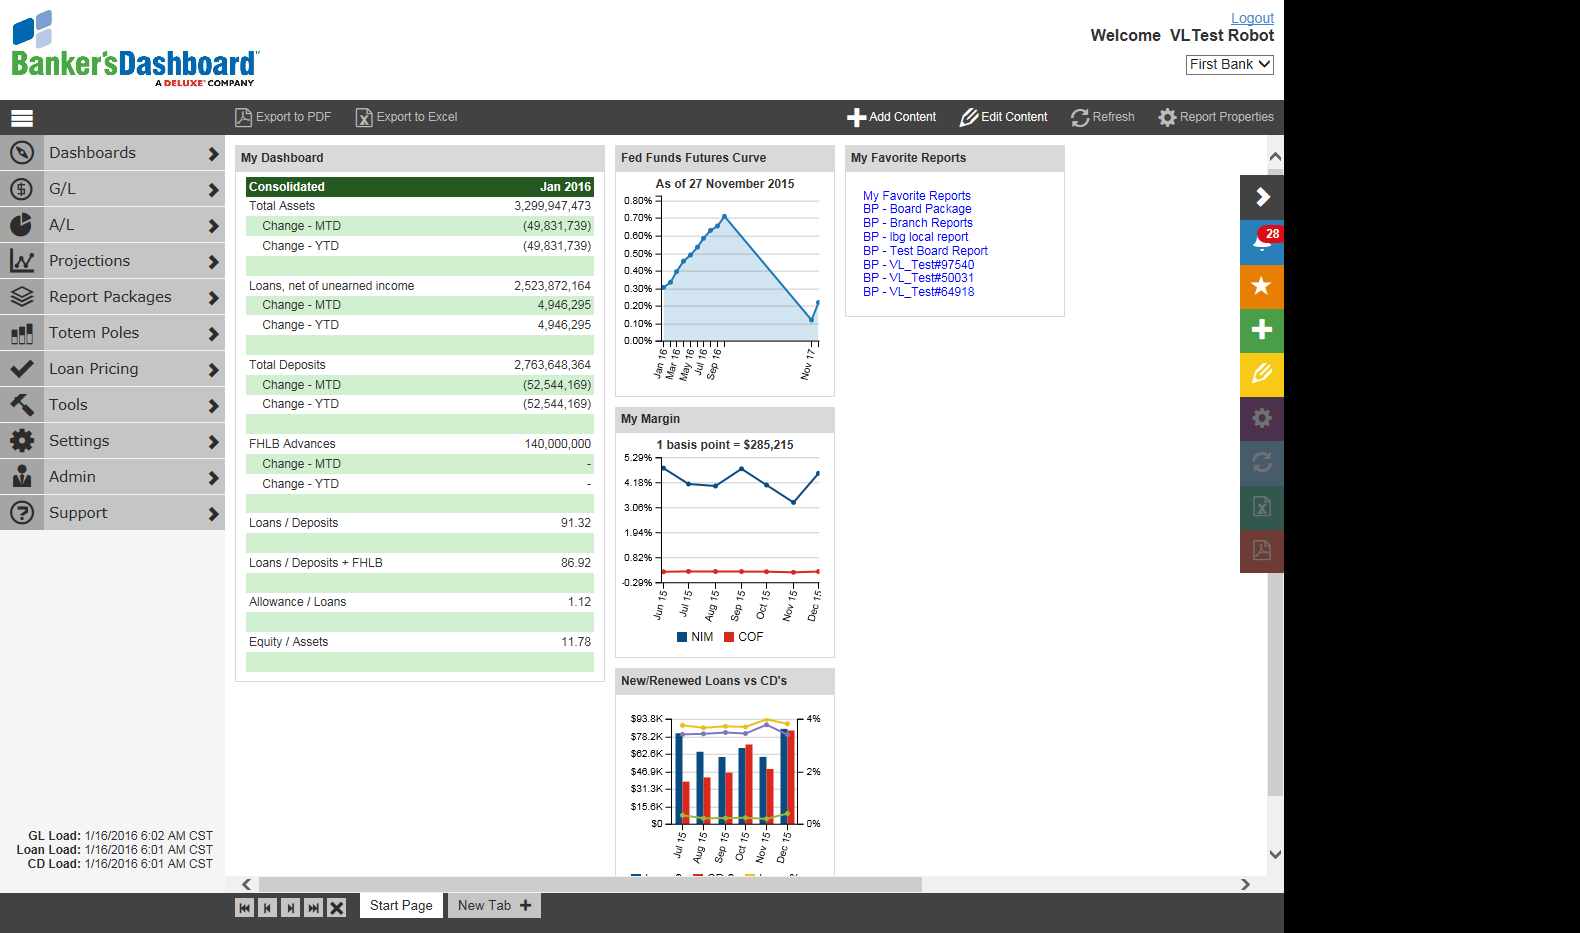 Logout
Banker'sDashboard
A DELUXE COMPANY
Welcome VLTest Robot
First Bank
Export to PDF Export to Excel Add Content Edit Content Refresh Report Properties
Dashboards
G/L
A/L
Projections
Report Packages
Totem Poles
Loan Pricing
Tools
Settings
Admin
Support
GL Load: 1/16/2016 6:02 AM CST
Loan Load: 1/16/2016 6:01 AM CST
CD Load: 1/16/2016 6:01 AM CST
My Dashboard
Consolidated Jan 2016
Total Assets 3,299,947,473
Change - MTD (49,831,739)
Change - YTD (49,831,739)
Loans, net of unearned income 2,523,872,164
Change - MTD 4,946,295
Change - YTD 4,946,295
Total Deposits 2,763,648,364
Change - MTD (52,544,169)
Change - YTD (52,544,169)
FHLB Advances 140,000,000
Change - MTD -
Change - YTD -
Loans / Deposits 91.32
Loans / Deposits + FHLB 86.92
Allowance / Loans 1.12
Equity / Assets 11.78
Fed Funds Futures Curve
As of 27 November 2015
0.80%
0.70%
0.60%
0.50%
0.40%
0.30%
0.20%
0.10%
0.00%
Jan 16 Mar 16 May 16 Jul 16 Sep 16 Nov 17
My Margin
1 basis point = $285,215
5.29%
4.18%
3.06%
1.94%
0.82%
-0.29%
Jun 15 Jul 15 Aug 15 Sep 15 Oct 15 Nov 15 Dec 15
NIM COF
New/Renewed Loans vs CD's
$93.8K 4%
$78.2K
$62.6K
$46.9K 2%
$31.3K
$15.6K
$0 0%
Jul 15 Aug 15 Sep 15 Oct 15 Nov 15 Dec 15
My Favorite Reports
My Favorite Reports
BP - Board Package
BP - Branch Reports
BP - lbg local report
BP - Test Board Report
BP - VL_Test#97540
BP - VL_Test#50031
BP - VL_Test#64918
28
Start Page New Tab